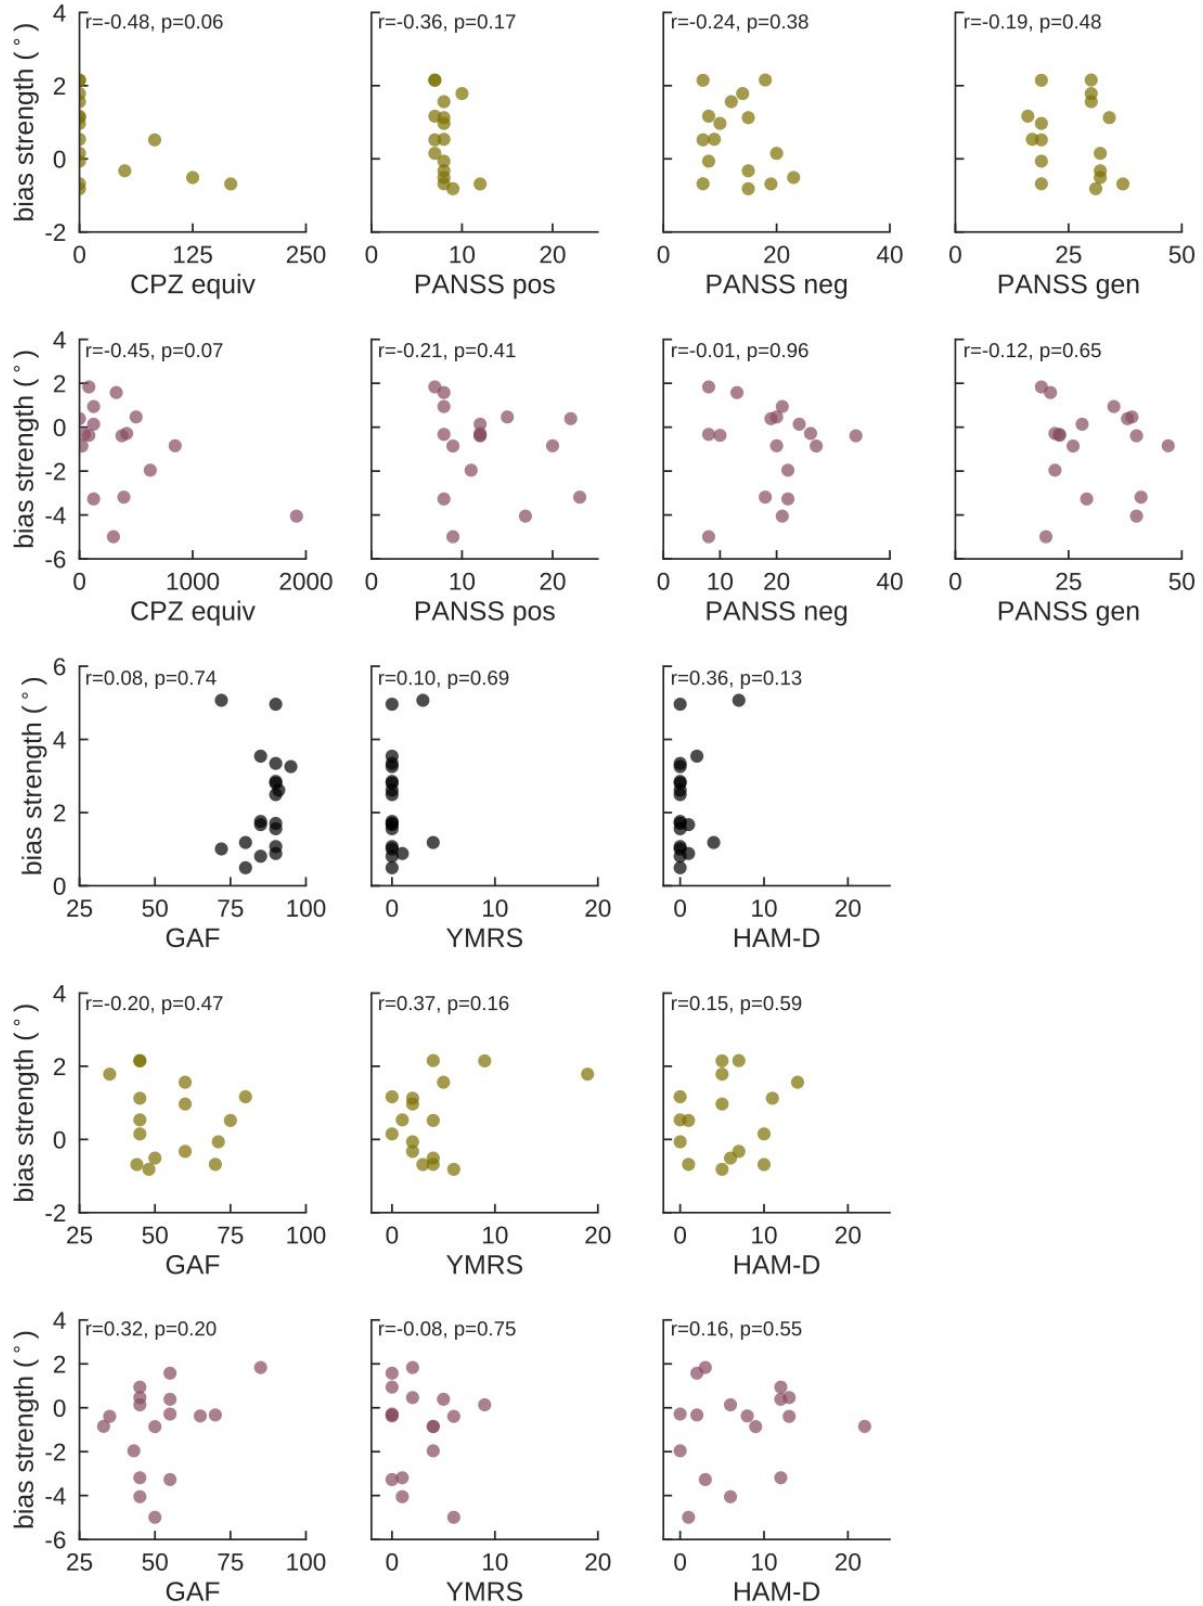 r=-0.48, p=0.06
r=-0.36, p=0.17
r=-0.24, p=0.38
r=-0.19, p=0.48
bias strength (°)
4
2
0
-2
0 125 250
0 10 20
0 20 40
0 25 50
CPZ equiv
PANSS pos
PANSS neg
PANSS gen
r=-0.45, p=0.07
r=-0.21, p=0.41
r=-0.01, p=0.96
r=-0.12, p=0.65
bias strength (°)
4
2
0
-2
-4
-6
0 1000 2000
0 10 20
0 10 20 40
0 25 50
CPZ equiv
PANSS pos
PANSS neg
PANSS gen
r=0.08, p=0.74
r=0.10, p=0.69
r=0.36, p=0.13
bias strength (°)
6
4
2
0
25 50 75 100
0 10 20
0 10 20
GAF
YMRS
HAM-D
r=-0.20, p=0.47
r=0.37, p=0.16
r=0.15, p=0.59
bias strength (°)
4
2
0
-2
25 50 75 100
0 10 20
0 10 20
GAF
YMRS
HAM-D
r=0.32, p=0.20
r=-0.08, p=0.75
r=0.16, p=0.55
bias strength (°)
4
2
0
-2
-4
-6
25 50 75 100
0 10 20
0 10 20
GAF
YMRS
HAM-D